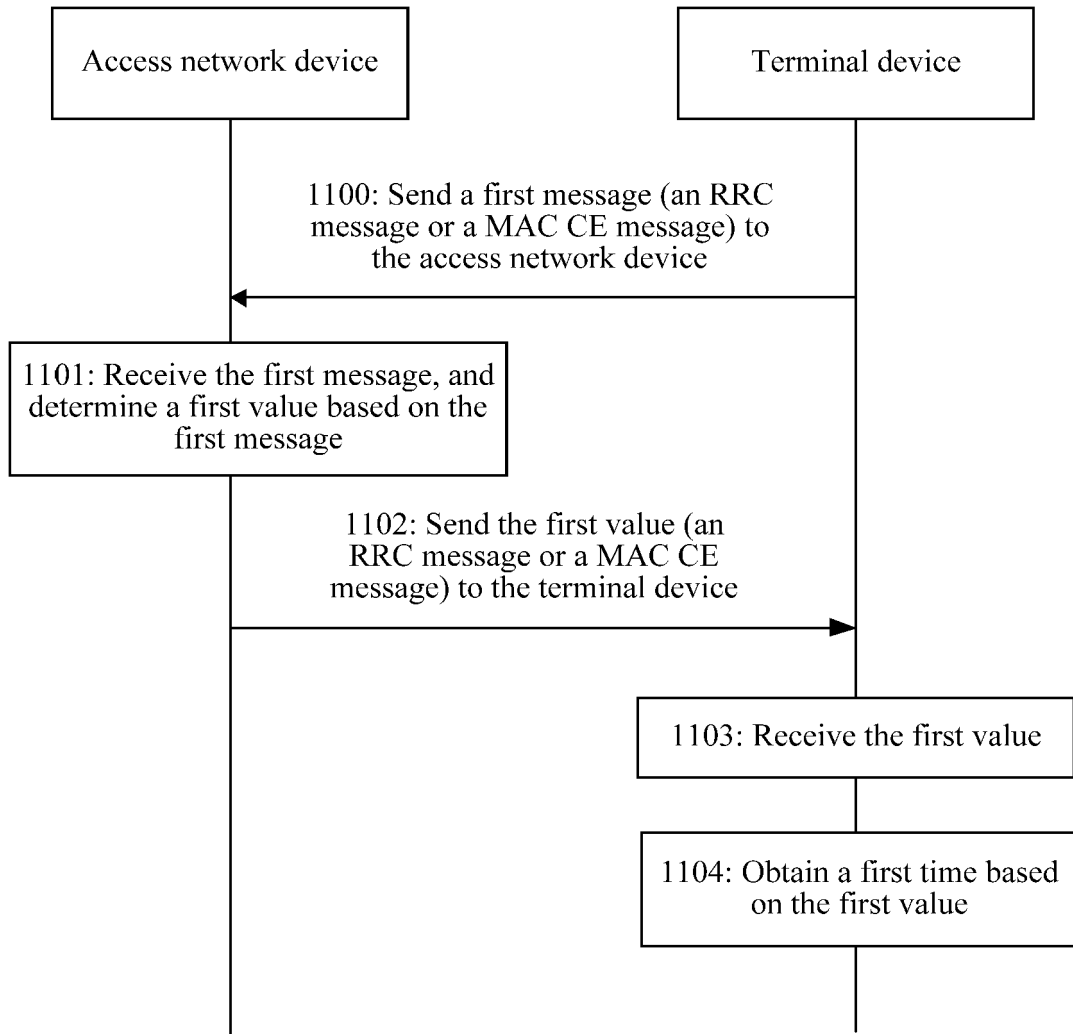 Access network device
Terminal device
1100: Send a first message (an RRC
message or a MAC CE message) to
the access network device
1101: Receive the first message, and
determine a first value based on the
first message
1102: Send the first value (an
RRC message or a MAC CE
message) to the terminal device
1103: Receive the first value
1104: Obtain a first time based
on the first value